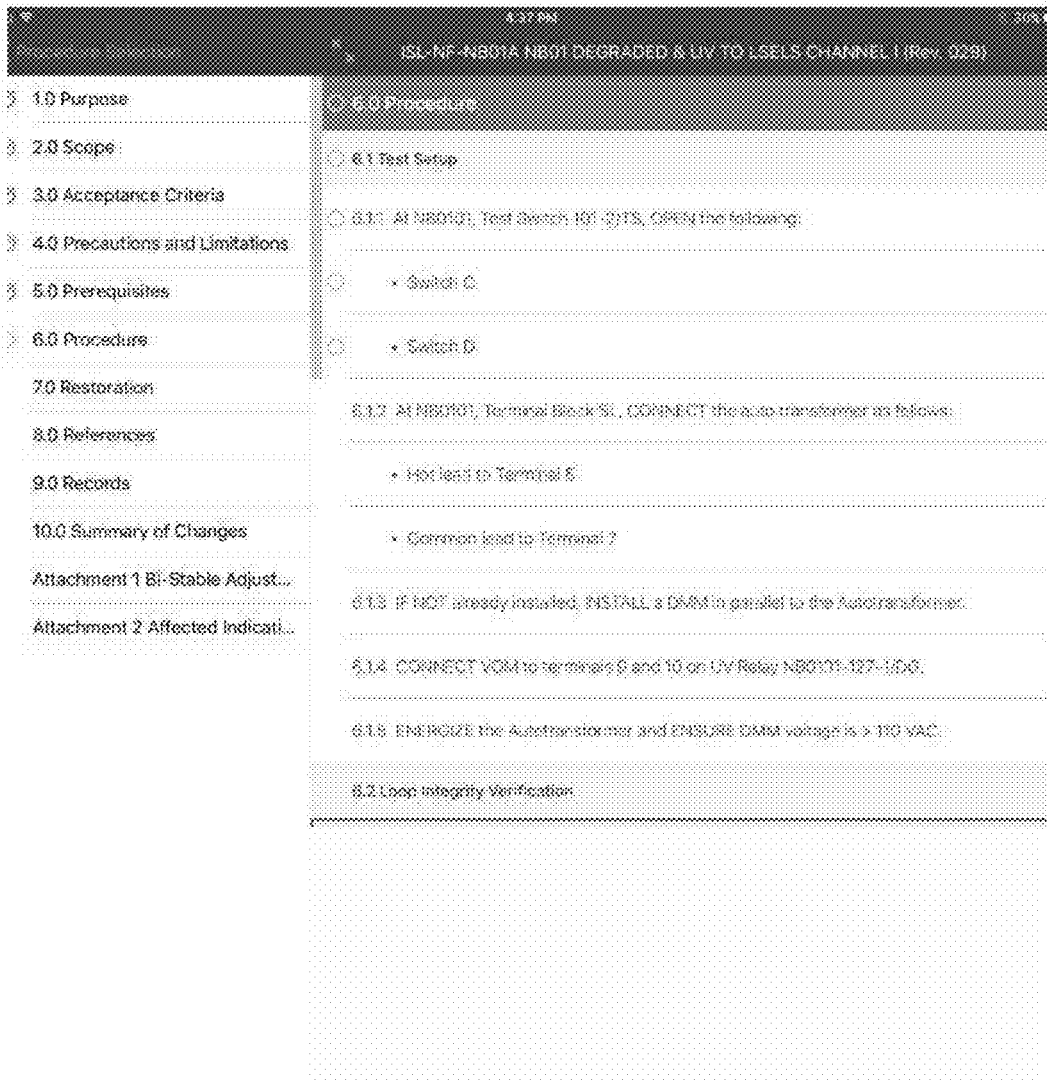 4:37 PM
30%
Procedure
ISL-NF-NB01A NB01 DEGRADED & UV TO LSELS CHANNEL I (Rev. 029)
1.0 Purpose
2.0 Scope
3.0 Acceptance Criteria
4.0 Precautions and Limitations
5.0 Prerequisites
6.0 Procedure
7.0 Restoration
8.0 References
9.0 Records
10.0 Summary of Changes
Attachment 1 Bi-Stable Adjust...
Attachment 2 Affected Indicati...
6.0 Procedure
6.1 Test Setup
6.1.1 At NB0101, Test Switch TS, OPEN the following:
• Switch C
• Switch D
6.1.2 At NB0101, Terminal Block SL, CONNECT the auto transformer as follows:
• Hot lead to Terminal 5
• Common lead to Terminal 7
6.1.3 IF NOT already installed, INSTALL a DMM in parallel to the Autotransformer.
6.1.4 CONNECT VOM to terminals 9 and 10 on UV Relay NB0101-127-1/DG.
6.1.5 ENERGIZE the Autotransformer and ENSURE DMM voltage is > 110 VAC.
6.2 Loop Integrity Verification